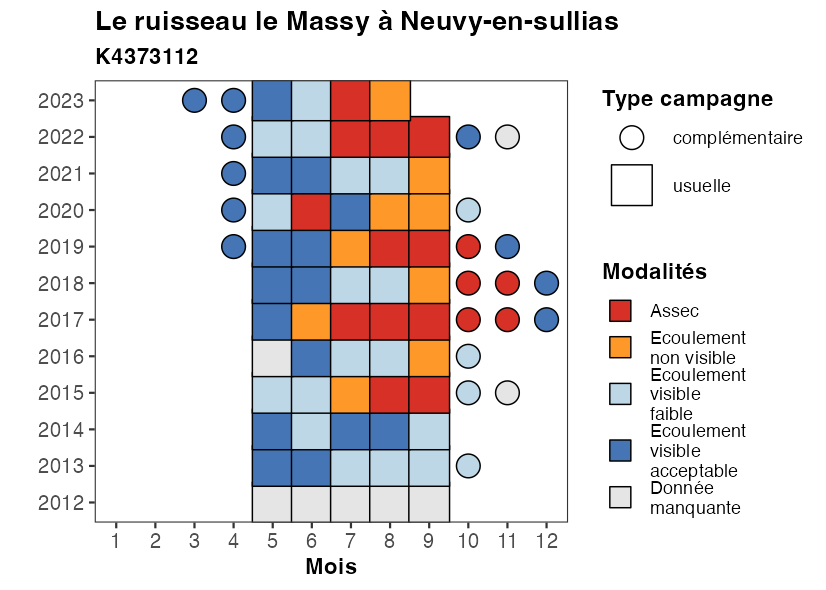 Le ruisseau le Massy à Neuvy-en-sullias
K4373112
2023
2022
2021
2020
2019
2018
2017
2016
2015
2014
2013
2012
1 2 3 4 5 6 7 8 9 10 11 12
Mois
Type campagne
complémentaire
usuelle
Modalités
Assec
Ecoulement
non visible
Ecoulement
visible
faible
Ecoulement
visible
acceptable
Donnée
manquante